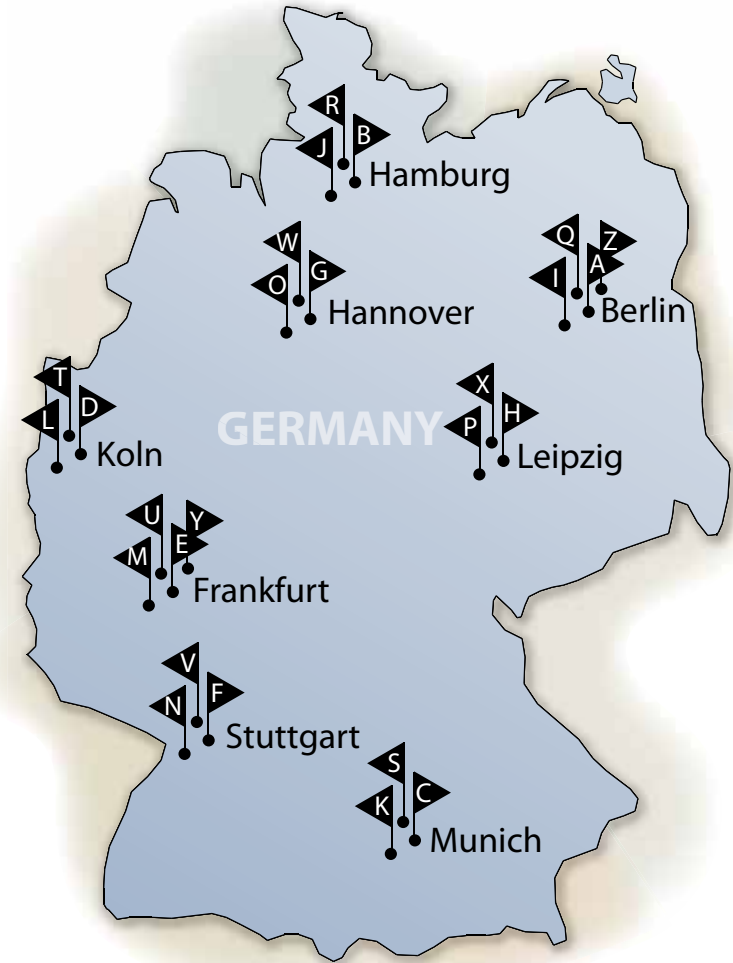 R
B
J
Hamburg
W
G
O
Hannover
Q
Z
A
I
Berlin
T
D
L
Koln
GERMANY
X
H
P
Leipzig
U
Y
E
M
Frankfurt
V
F
N
Stuttgart
S
C
K
Munich